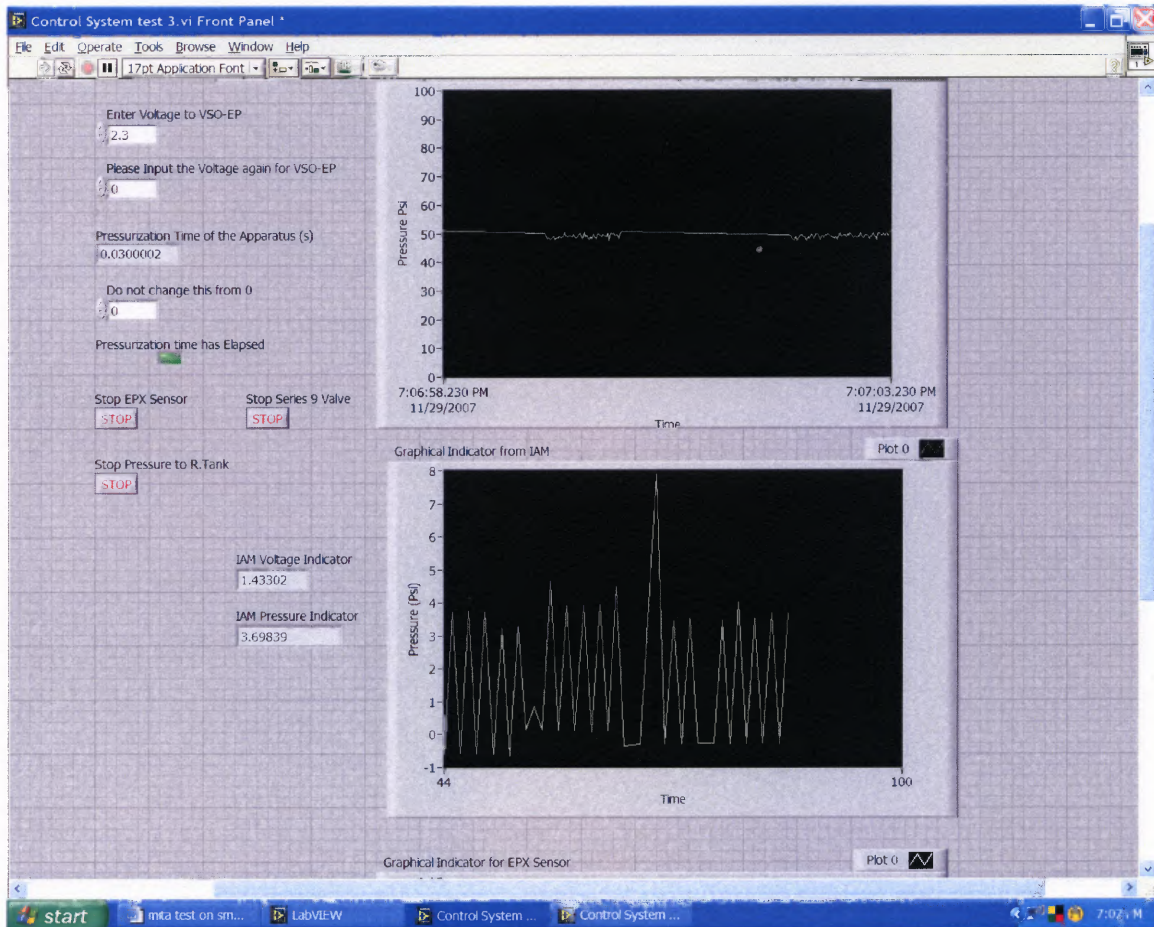 Control System test 3.vi Front Panel *
File Edit Operate Tools Browse Window Help
17pt Application Font
Enter Voltage to VSO-EP
2.3
Please Input the Voltage again for VSO-EP
0
Pressurization Time of the Apparatus (s)
0.0300002
Do not change this from 0
0
Pressurization time has Elapsed
Stop EPX Sensor
STOP
Stop Series 9 Valve
STOP
Stop Pressure to R.Tank
STOP
IAM Voltage Indicator
1.43302
IAM Pressure Indicator
3.69839
Pressure Psi
100
90
80
70
60
50
40
30
20
10
0
7:06:58.230 PM
11/29/2007
7:07:03.230 PM
11/29/2007
Time
Graphical Indicator from IAM
Plot 0
Pressure (Psi)
8
7
6
5
4
3
2
1
0
-1
44
100
Time
Graphical Indicator for EPX Sensor
Plot 0
start
mta test on sm...
LabVIEW
Control System ...
Control System ...